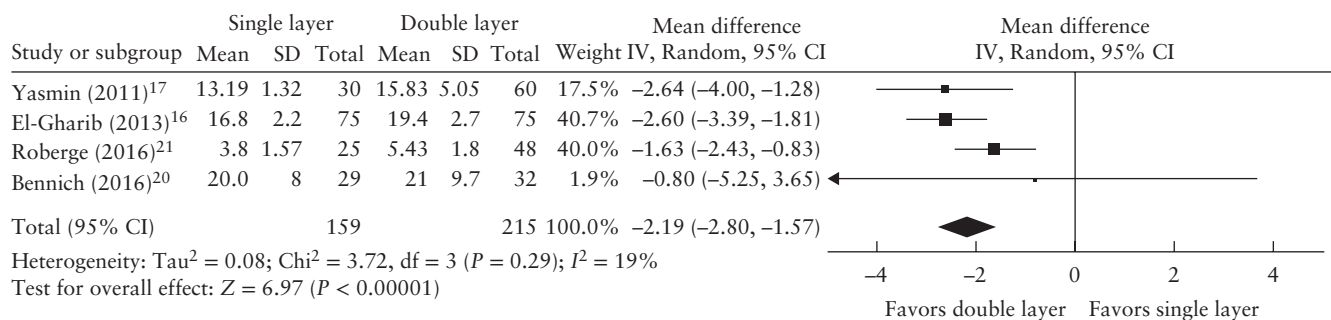 Single layer Double layer Mean difference Mean difference
Study or subgroup Mean SD Total Mean SD Total Weight IV, Random, 95% CI IV, Random, 95% CI
Yasmin (2011)17 13.19 1.32 30 15.83 5.05 60 17.5% −2.64 (−4.00, −1.28)
El-Gharib (2013)16 16.8 2.2 75 19.4 2.7 75 40.7% −2.60 (−3.39, −1.81)
Roberge (2016)21 3.8 1.57 25 5.43 1.8 48 40.0% −1.63 (−2.43, −0.83)
Bennich (2016)20 20.0 8 29 21 9.7 32 1.9% −0.80 (−5.25, 3.65)
Total (95% CI) 159 215 100.0% −2.19 (−2.80, −1.57)
Heterogeneity: Tau2 = 0.08; Chi2 = 3.72, df = 3 (P = 0.29); I2 = 19%
Test for overall effect: Z = 6.97 (P < 0.00001)
−4 −2 0 2 4
Favors double layer Favors single layer